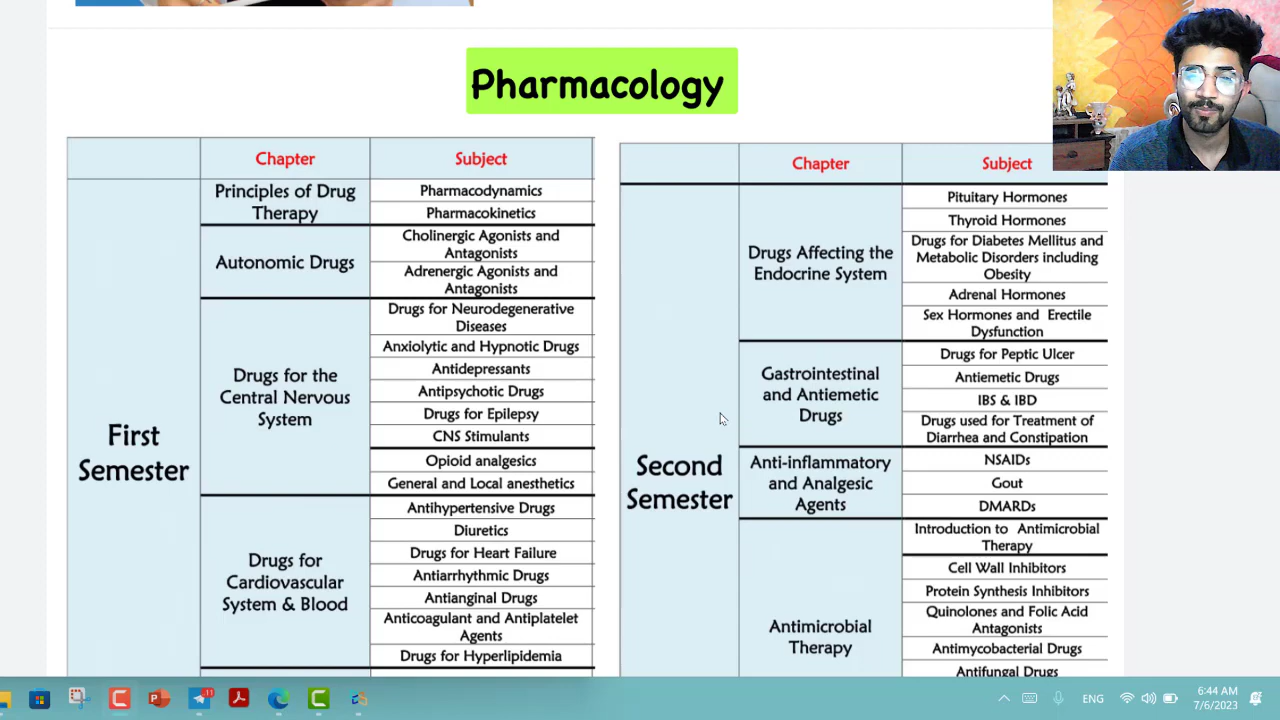 Pharmacology
Chapter
Subject
First
Semester
Principles of Drug
Therapy
Pharmacodynamics
Pharmacokinetics
Autonomic Drugs
Cholinergic Agonists and
Antagonists
Adrenergic Agonists and
Antagonists
Drugs for the
Central Nervous
System
Drugs for Neurodegenerative
Diseases
Anxiolytic and Hypnotic Drugs
Antidepressants
Antipsychotic Drugs
Drugs for Epilepsy
CNS Stimulants
Opioid analgesics
General and Local anesthetics
Drugs for
Cardiovascular
System & Blood
Antihypertensive Drugs
Diuretics
Drugs for Heart Failure
Antiarrhythmic Drugs
Antianginal Drugs
Anticoagulant and Antiplatelet
Agents
Drugs for Hyperlipidemia
Chapter
Subject
Second
Semester
Drugs Affecting the
Endocrine System
Pituitary Hormones
Thyroid Hormones
Drugs for Diabetes Mellitus and
Metabolic Disorders including
Obesity
Adrenal Hormones
Sex Hormones and Erectile
Dysfunction
Gastrointestinal
and Antiemetic
Drugs
Drugs for Peptic Ulcer
Antiemetic Drugs
IBS & IBD
Drugs used for Treatment of
Diarrhea and Constipation
Anti-inflammatory
and Analgesic
Agents
NSAIDs
Gout
DMARDs
Antimicrobial
Therapy
Introduction to Antimicrobial
Therapy
Cell Wall Inhibitors
Protein Synthesis Inhibitors
Quinolones and Folic Acid
Antagonists
Antimycobacterial Drugs
Antifungal Drugs
11
ENG
6:44 AM
7/6/2023